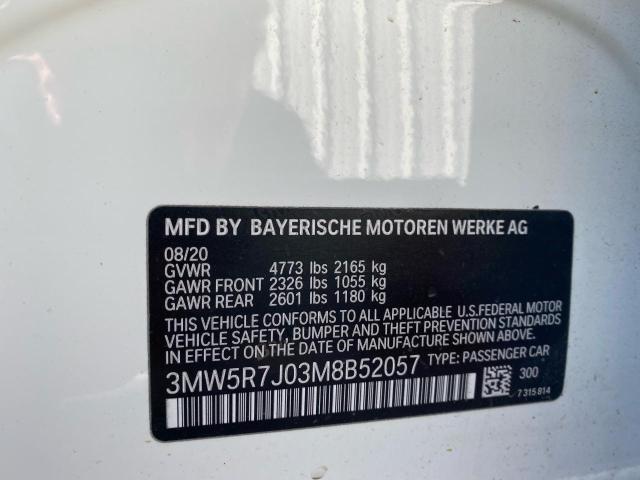 MFD BY BAYERISCHE MOTOREN WERKE AG
08/20
GVWR 4773 lbs 2165 kg
GAWR FRONT 2326 lbs 1055 kg
GAWR REAR 2601 lbs 1180 kg
THIS VEHICLE CONFORMS TO ALL APPLICABLE U.S.FEDERAL MOTOR
VEHICLE SAFETY, BUMPER AND THEFT PREVENTION STANDARDS
IN EFFECT ON THE DATE OF MANUFACTURE SHOWN ABOVE.
3MW5R7J03M8B52057 TYPE: PASSENGER CAR
300
7 315 814